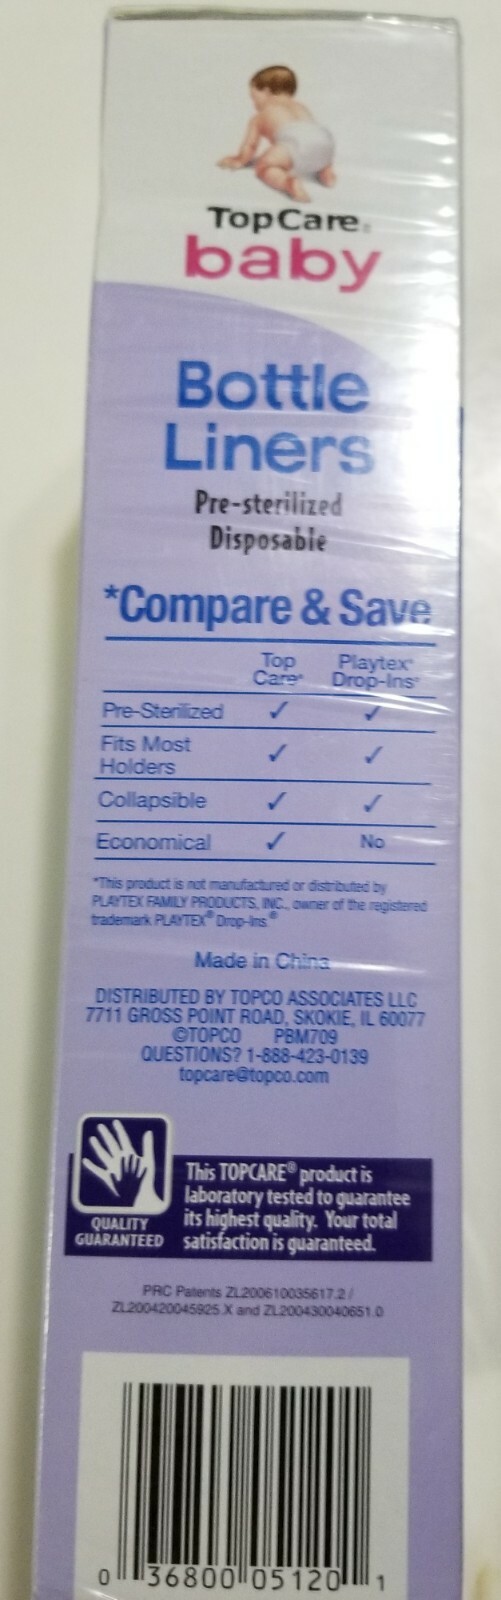 TopCare®
baby
Bottle
Liners
Pre-sterilized
Disposable
*Compare & Save
Top Care® Playtex® Drop-Ins®
Pre-Sterilized ✓ ✓
Fits Most
Holders ✓ ✓
Collapsible ✓ ✓
Economical ✓ No
*This product is not manufactured or distributed by
PLAYTEX FAMILY PRODUCTS, INC., owner of the registered
trademark PLAYTEX® Drop-Ins.®
Made in China
DISTRIBUTED BY TOPCO ASSOCIATES LLC
7711 GROSS POINT ROAD, SKOKIE, IL 60077
©TOPCO PBM709
QUESTIONS? 1-888-423-0139
topcare@topco.com
QUALITY
GUARANTEED
This TOPCARE® product is
laboratory tested to guarantee
its highest quality. Your total
satisfaction is guaranteed.
PRC Patents ZL200610035617.2 /
ZL200420045925.X and ZL200430040651.0
0 36800 05120 1